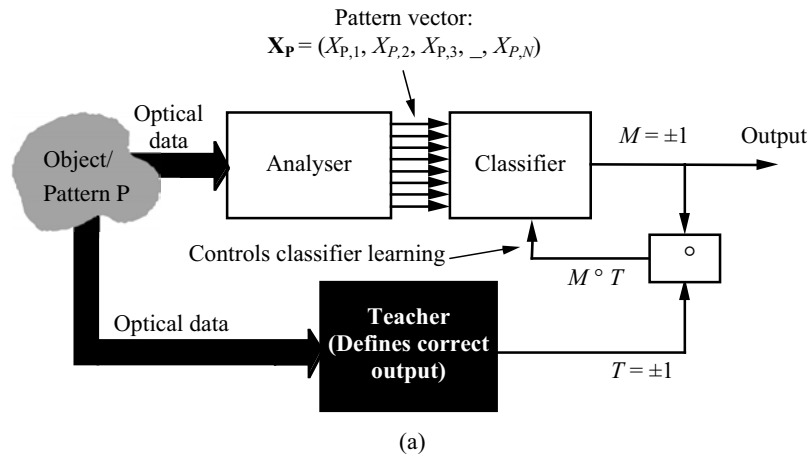 Pattern vector:
X_P = (X_P,1, X_P,2, X_P,3, _, X_P,N)
Optical
data
Object/
Pattern P
Analyser
Classifier
M = ±1
Output
Controls classifier learning
°
M ° T
Optical data
Teacher
(Defines correct
output)
T = ±1
(a)